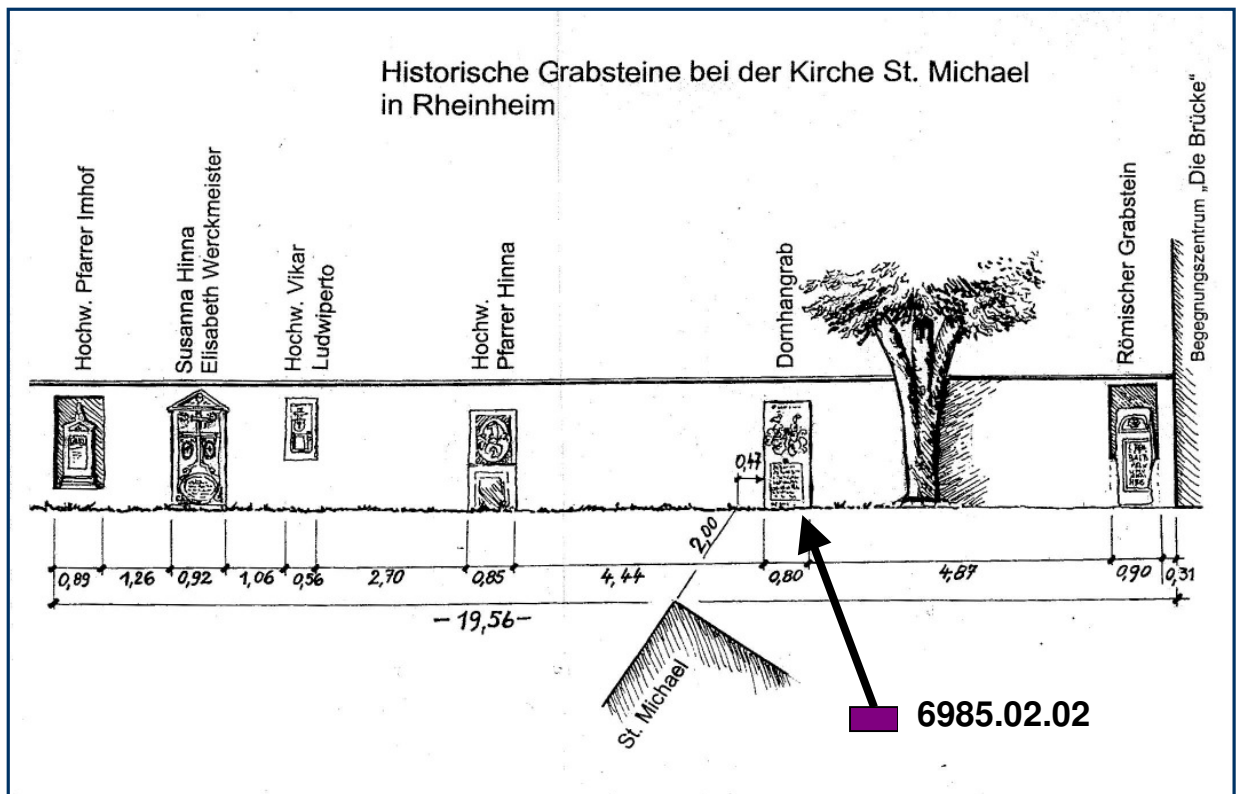 Historische Grabsteine bei der Kirche St. Michael
in Rheinheim
Hochw. Pfarrer Imhof
Susanna Hinna
Elisabeth Werckmeister
Hochw. Vikar
Ludwiperto
Hochw.
Pfarrer Hinna
Dornhangrab
Römischer Grabstein
Begegnungszentrum „Die Brücke“
0,47
2,00
0,89 1,26 0,92 1,06 0,56 2,70 0,85 4,44 0,80 4,87 0,90 0,31
- 19,56 -
St. Michael
6985.02.02